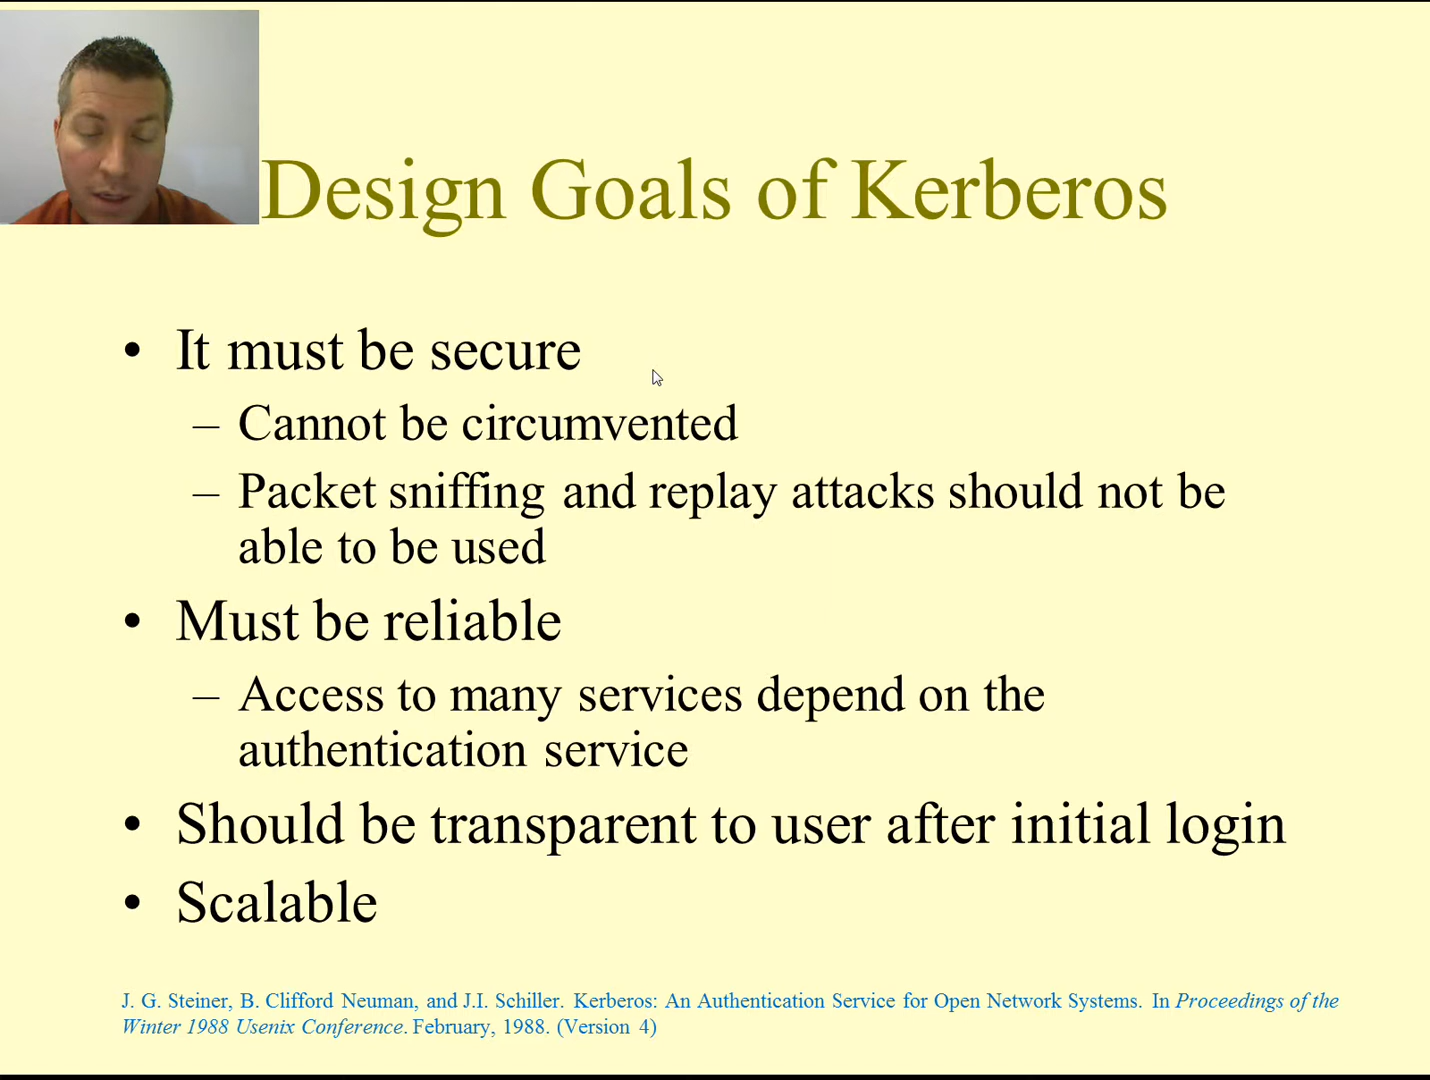 Design Goals of Kerberos
• It must be secure
– Cannot be circumvented
– Packet sniffing and replay attacks should not be
able to be used
• Must be reliable
– Access to many services depend on the
authentication service
• Should be transparent to user after initial login
• Scalable
J. G. Steiner, B. Clifford Neuman, and J.I. Schiller. Kerberos: An Authentication Service for Open Network Systems. In Proceedings of the
Winter 1988 Usenix Conference. February, 1988. (Version 4)